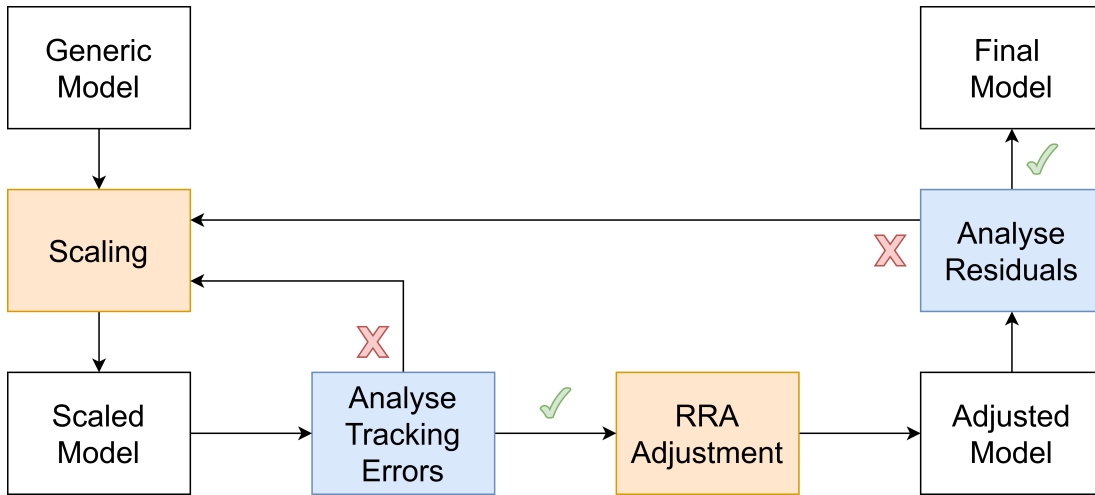 Generic
Model
Final
Model
Scaling
Analyse
Residuals
X
X
Scaled
Model
Analyse
Tracking
Errors
RRA
Adjustment
Adjusted
Model